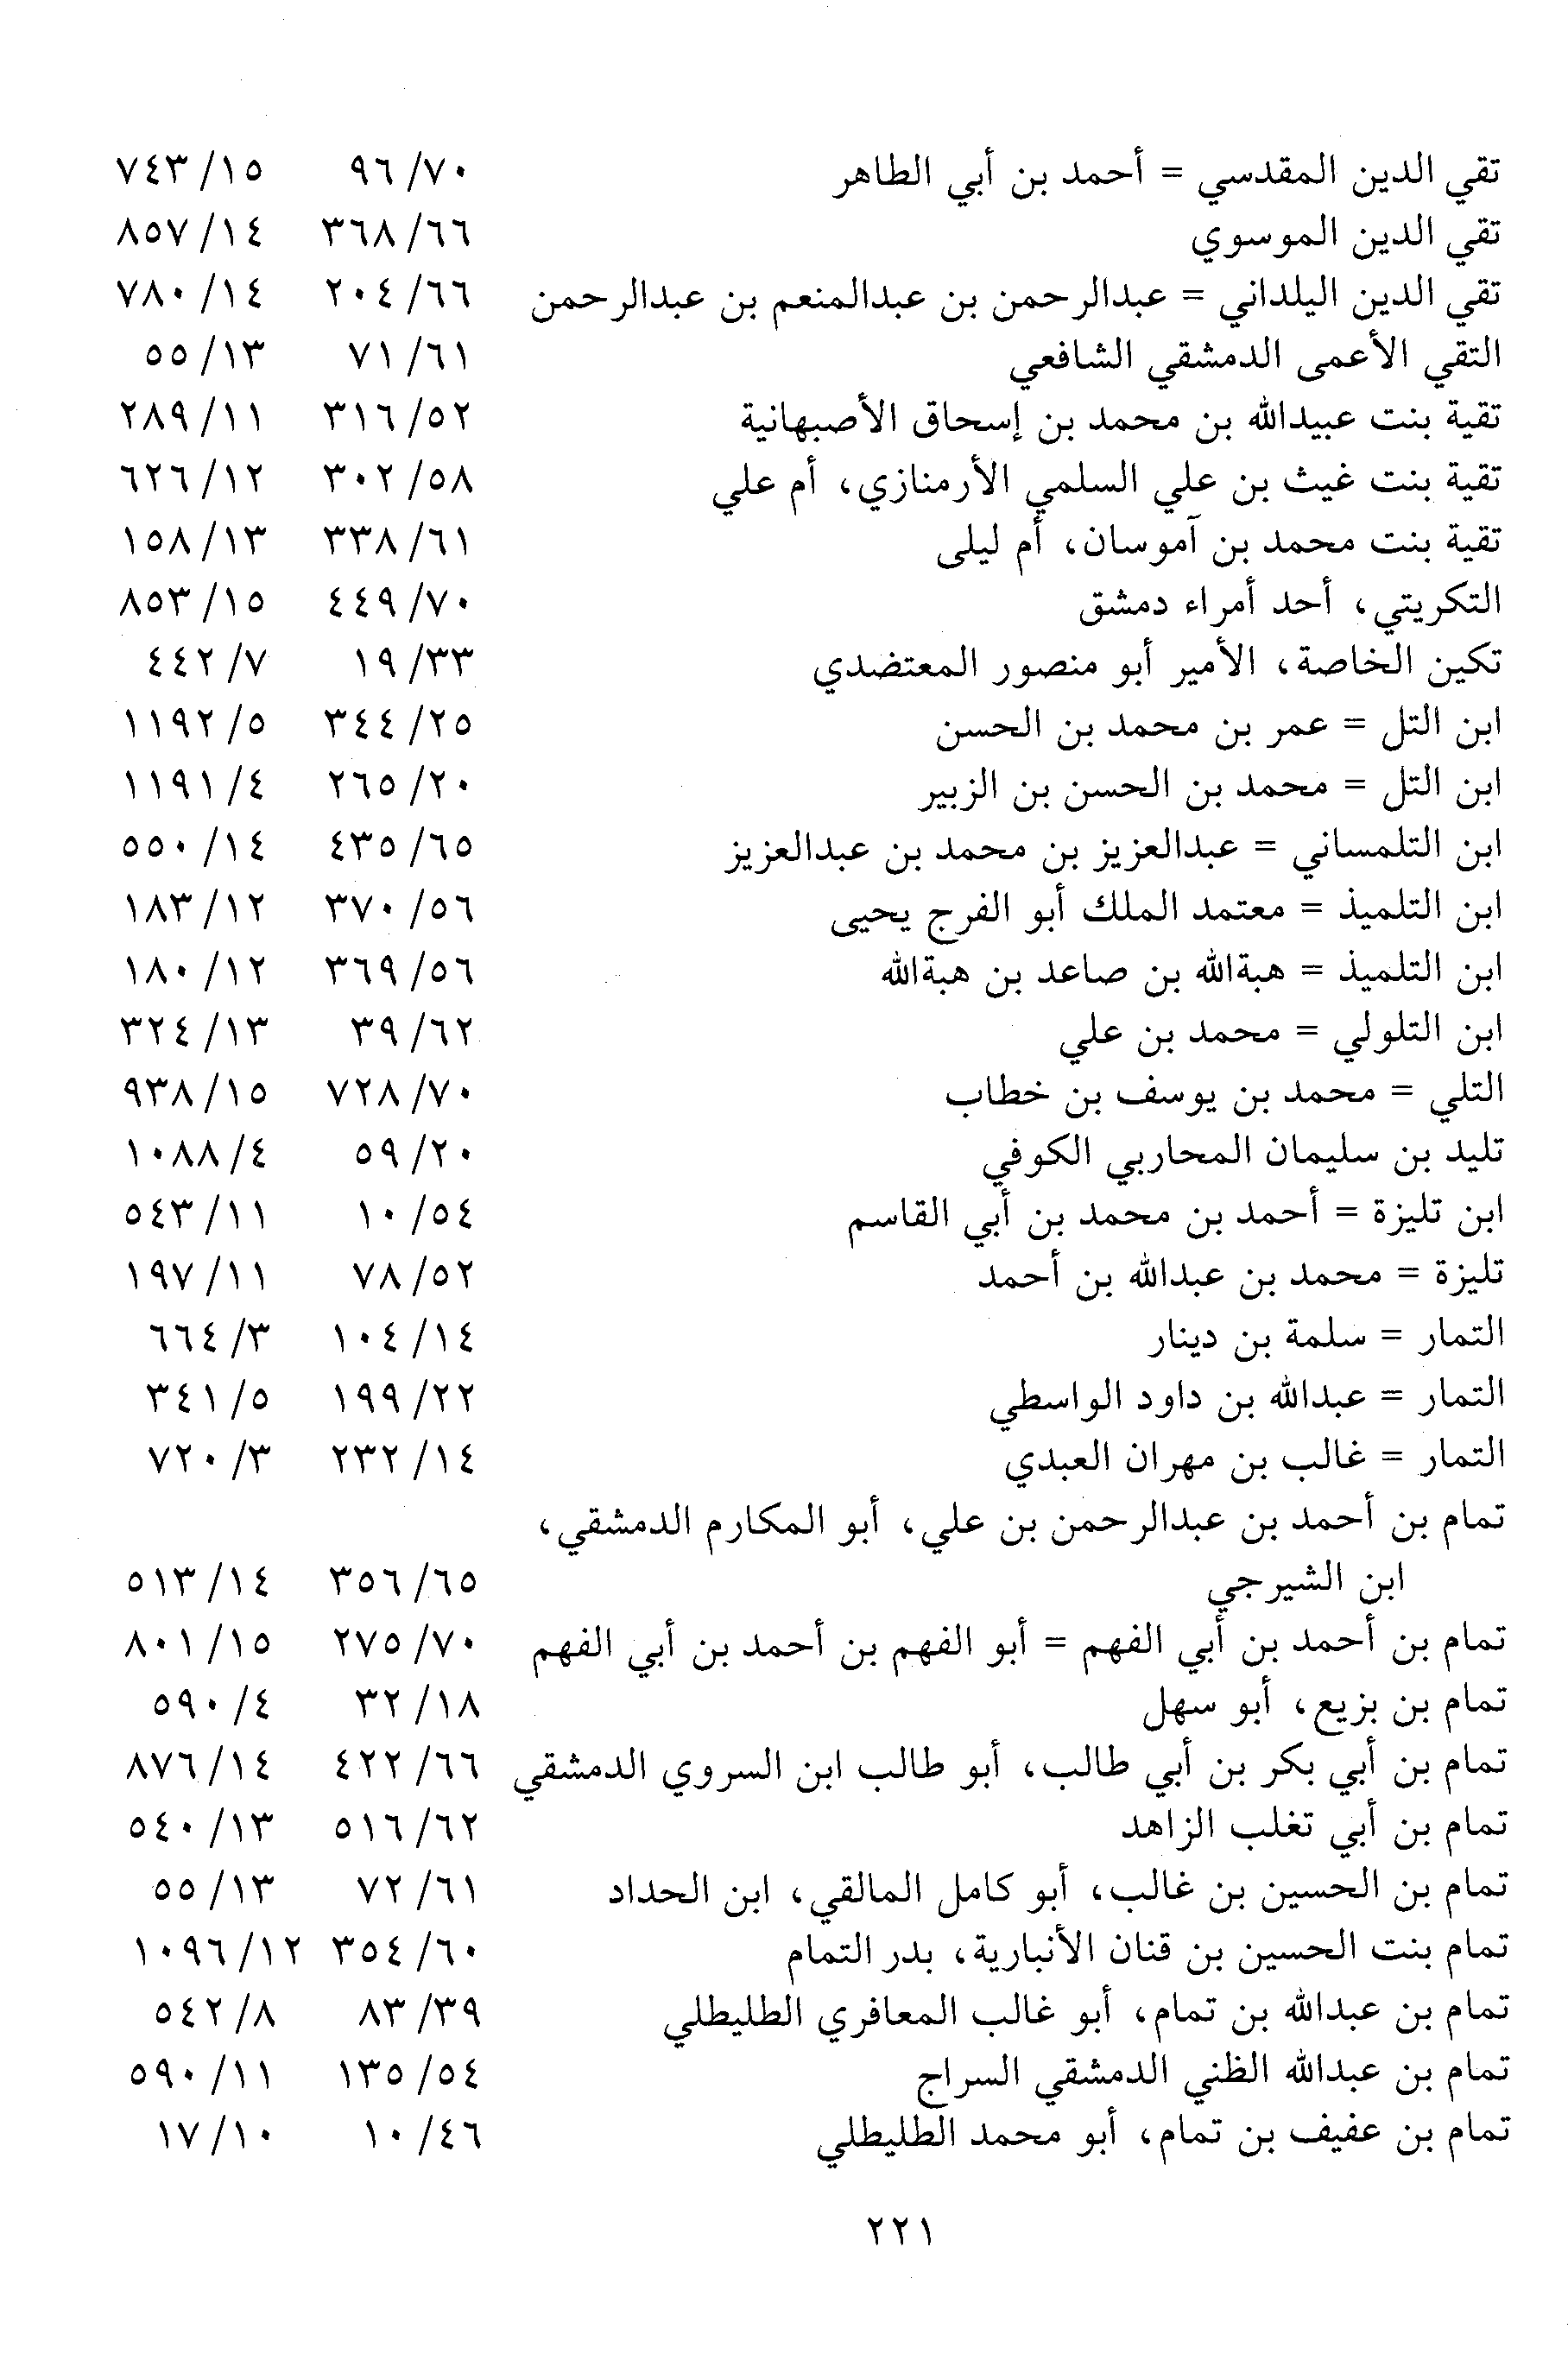 تقي الدين المقدسي = أحمد بن أبي الطاهر ٧٠/ ٩٦ ١٥/ ٧٤٣
تقي الدين الموسوي ٦٦/ ٣٦٨ ١٤/ ٨٥٧
تقي الدين اليلداني = عبدالرحمن بن عبدالمنعم بن عبدالرحمن ٦٦/ ٢٠٤ ١٤/ ٧٨٠
التقي الأعمى الدمشقي الشافعي ٦١/ ٧١ ١٣/ ٥٥
تقية بنت عبيدالله بن محمد بن إسحاق الأصبهانية ٥٢/ ٣١٦ ١١/ ٢٨٩
تقية بنت غيث بن علي السلمي الأرمنازي، أم علي ٥٨/ ٣٠٢ ١٢/ ٦٢٦
تقية بنت محمد بن آموسان، أم ليلى ٦١/ ٣٣٨ ١٣/ ١٥٨
التكريتي، أحد أمراء دمشق ٧٠/ ٤٤٩ ١٥/ ٨٥٣
تكين الخاصة، الأمير أبو منصور المعتضدي ٣٣/ ١٩ ٧/ ٤٤٢
ابن التل = عمر بن محمد بن الحسن ٢٥/ ٣٤٤ ٥/ ١١٩٢
ابن التل = محمد بن الحسن بن الزبير ٢٠/ ٢٦٥ ٤/ ١١٩١
ابن التلمساني = عبدالعزيز بن محمد بن عبدالعزيز ٦٥/ ٤٣٥ ١٤/ ٥٥٠
ابن التلميذ = معتمد الملك أبو الفرج يحيى ٥٦/ ٣٧٠ ١٢/ ١٨٣
ابن التلميذ = هبةالله بن صاعد بن هبةالله ٥٦/ ٣٦٩ ١٢/ ١٨٠
ابن التلولي = محمد بن علي ٦٢/ ٣٩ ١٣/ ٣٢٤
التلي = محمد بن يوسف بن خطاب ٧٠/ ٧٢٨ ١٥/ ٩٣٨
تليد بن سليمان المحاربي الكوفي ٢٠/ ٥٩ ٤/ ١٠٨٨
ابن تليزة = أحمد بن محمد بن أبي القاسم ٥٤/ ١٠ ١١/ ٥٤٣
تليزة = محمد بن عبدالله بن أحمد ٥٢/ ٧٨ ١١/ ١٩٧
التمار = سلمة بن دينار ١٤/ ١٠٤ ٣/ ٦٦٤
التمار = عبدالله بن داود الواسطي ٢٢/ ١٩٩ ٥/ ٣٤١
التمار = غالب بن مهران العبدي ١٤/ ٢٣٢ ٣/ ٧٢٠
تمام بن أحمد بن عبدالرحمن بن علي، أبو المكارم الدمشقي،
ابن الشيرجي ٦٥/ ٣٥٦ ١٤/ ٥١٣
تمام بن أحمد بن أبي الفهم = أبو الفهم بن أحمد بن أبي الفهم ٧٠/ ٢٧٥ ١٥/ ٨٠١
تمام بن بزيع، أبو سهل ١٨/ ٣٢ ٤/ ٥٩٠
تمام بن أبي بكر بن أبي طالب، أبو طالب ابن السروي الدمشقي ٦٦/ ٤٢٢ ١٤/ ٨٧٦
تمام بن أبي تغلب الزاهد ٦٢/ ٥١٦ ١٣/ ٥٤٠
تمام بن الحسين بن غالب، أبو كامل المالقي، ابن الحداد ٦١/ ٧٢ ١٣/ ٥٥
تمام بنت الحسين بن قنان الأنبارية، بدر التمام ٦٠/ ٣٥٤ ١٢/ ١٠٩٦
تمام بن عبدالله بن تمام، أبو غالب المعافري الطليطلي ٣٩/ ٨٣ ٨/ ٥٤٢
تمام بن عبدالله الظني الدمشقي السراج ٥٤/ ١٣٥ ١١/ ٥٩٠
تمام بن عفيف بن تمام، أبو محمد الطليطلي ٤٦/ ١٠ ١٠/ ١٧
٢٢١